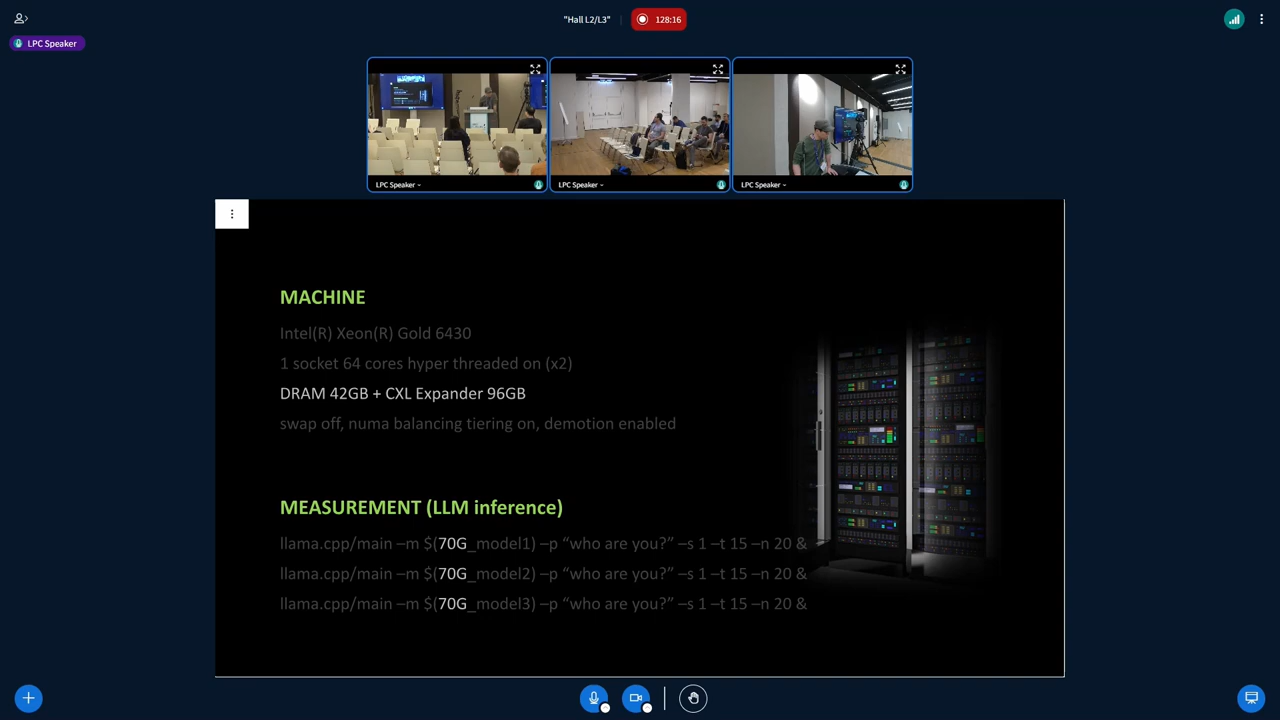 "Hall L2/L3"
128:16
LPC Speaker
LPC Speaker
LPC Speaker
LPC Speaker
MACHINE
Intel(R) Xeon(R) Gold 6430
1 socket 64 cores hyper threaded on (x2)
DRAM 42GB + CXL Expander 96GB
swap off, numa balancing tiering on, demotion enabled
MEASUREMENT (LLM inference)
llama.cpp/main –m $(70G_model1) –p “who are you?” –s 1 –t 15 –n 20 &
llama.cpp/main –m $(70G_model2) –p “who are you?” –s 1 –t 15 –n 20 &
llama.cpp/main –m $(70G_model3) –p “who are you?” –s 1 –t 15 –n 20 &